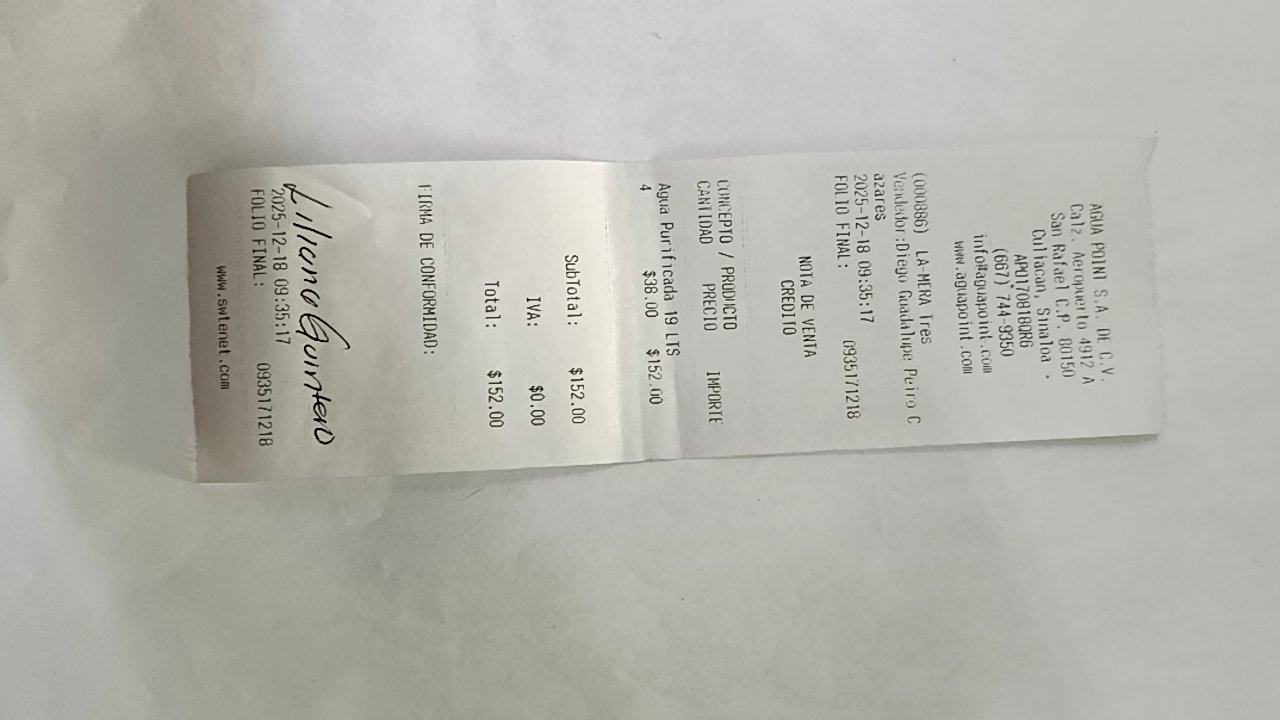 AGUA POINT S.A. DE C.V.
Calz. Aeropuerto 4912 A
San Rafael C.P. 80150
Culiacan, Sinaloa .
APO170818QR6
(667) 744-9350
info@aguapoint.com
www.aguapoint.com
(000886) LA-MERA Tres
Vendedor:Diego Guadalupe Peiro C
azares
2025-12-18 09:35:17
FOLIO FINAL: 0935171218
NOTA DE VENTA
CREDITO
CONCEPTO / PRODUCTO
CANTIDAD PRECIO IMPORTE
Agua Purificada 19 LTS
4 $38.00 $152.00
SubTotal: $152.00
IVA: $0.00
Total: $152.00
FIRMA DE CONFORMIDAD:
Liliana Quintero
2025-12-18 09:35:17
FOLIO FINAL: 0935171218
www.swtenet.com